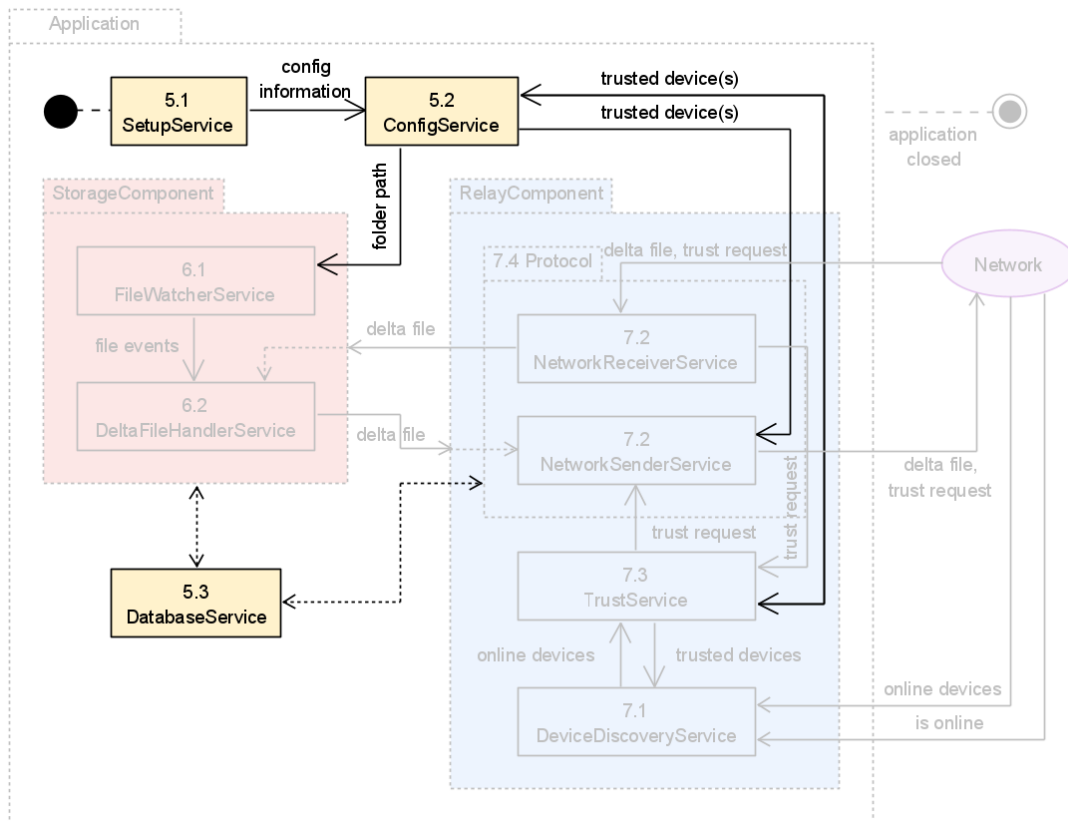 Application
5.1
SetupService
config
information
5.2
ConfigService
trusted device(s)
trusted device(s)
application
closed
folder path
StorageComponent
RelayComponent
6.1
FileWatcherService
7.4 Protocol
delta file, trust request
Network
file events
delta file
7.2
NetworkReceiverService
6.2
DeltaFileHandlerService
delta file
7.2
NetworkSenderService
delta file,
trust request
trust request
trust request
5.3
DatabaseService
7.3
TrustService
online devices
trusted devices
7.1
DeviceDiscoveryService
online devices
is online